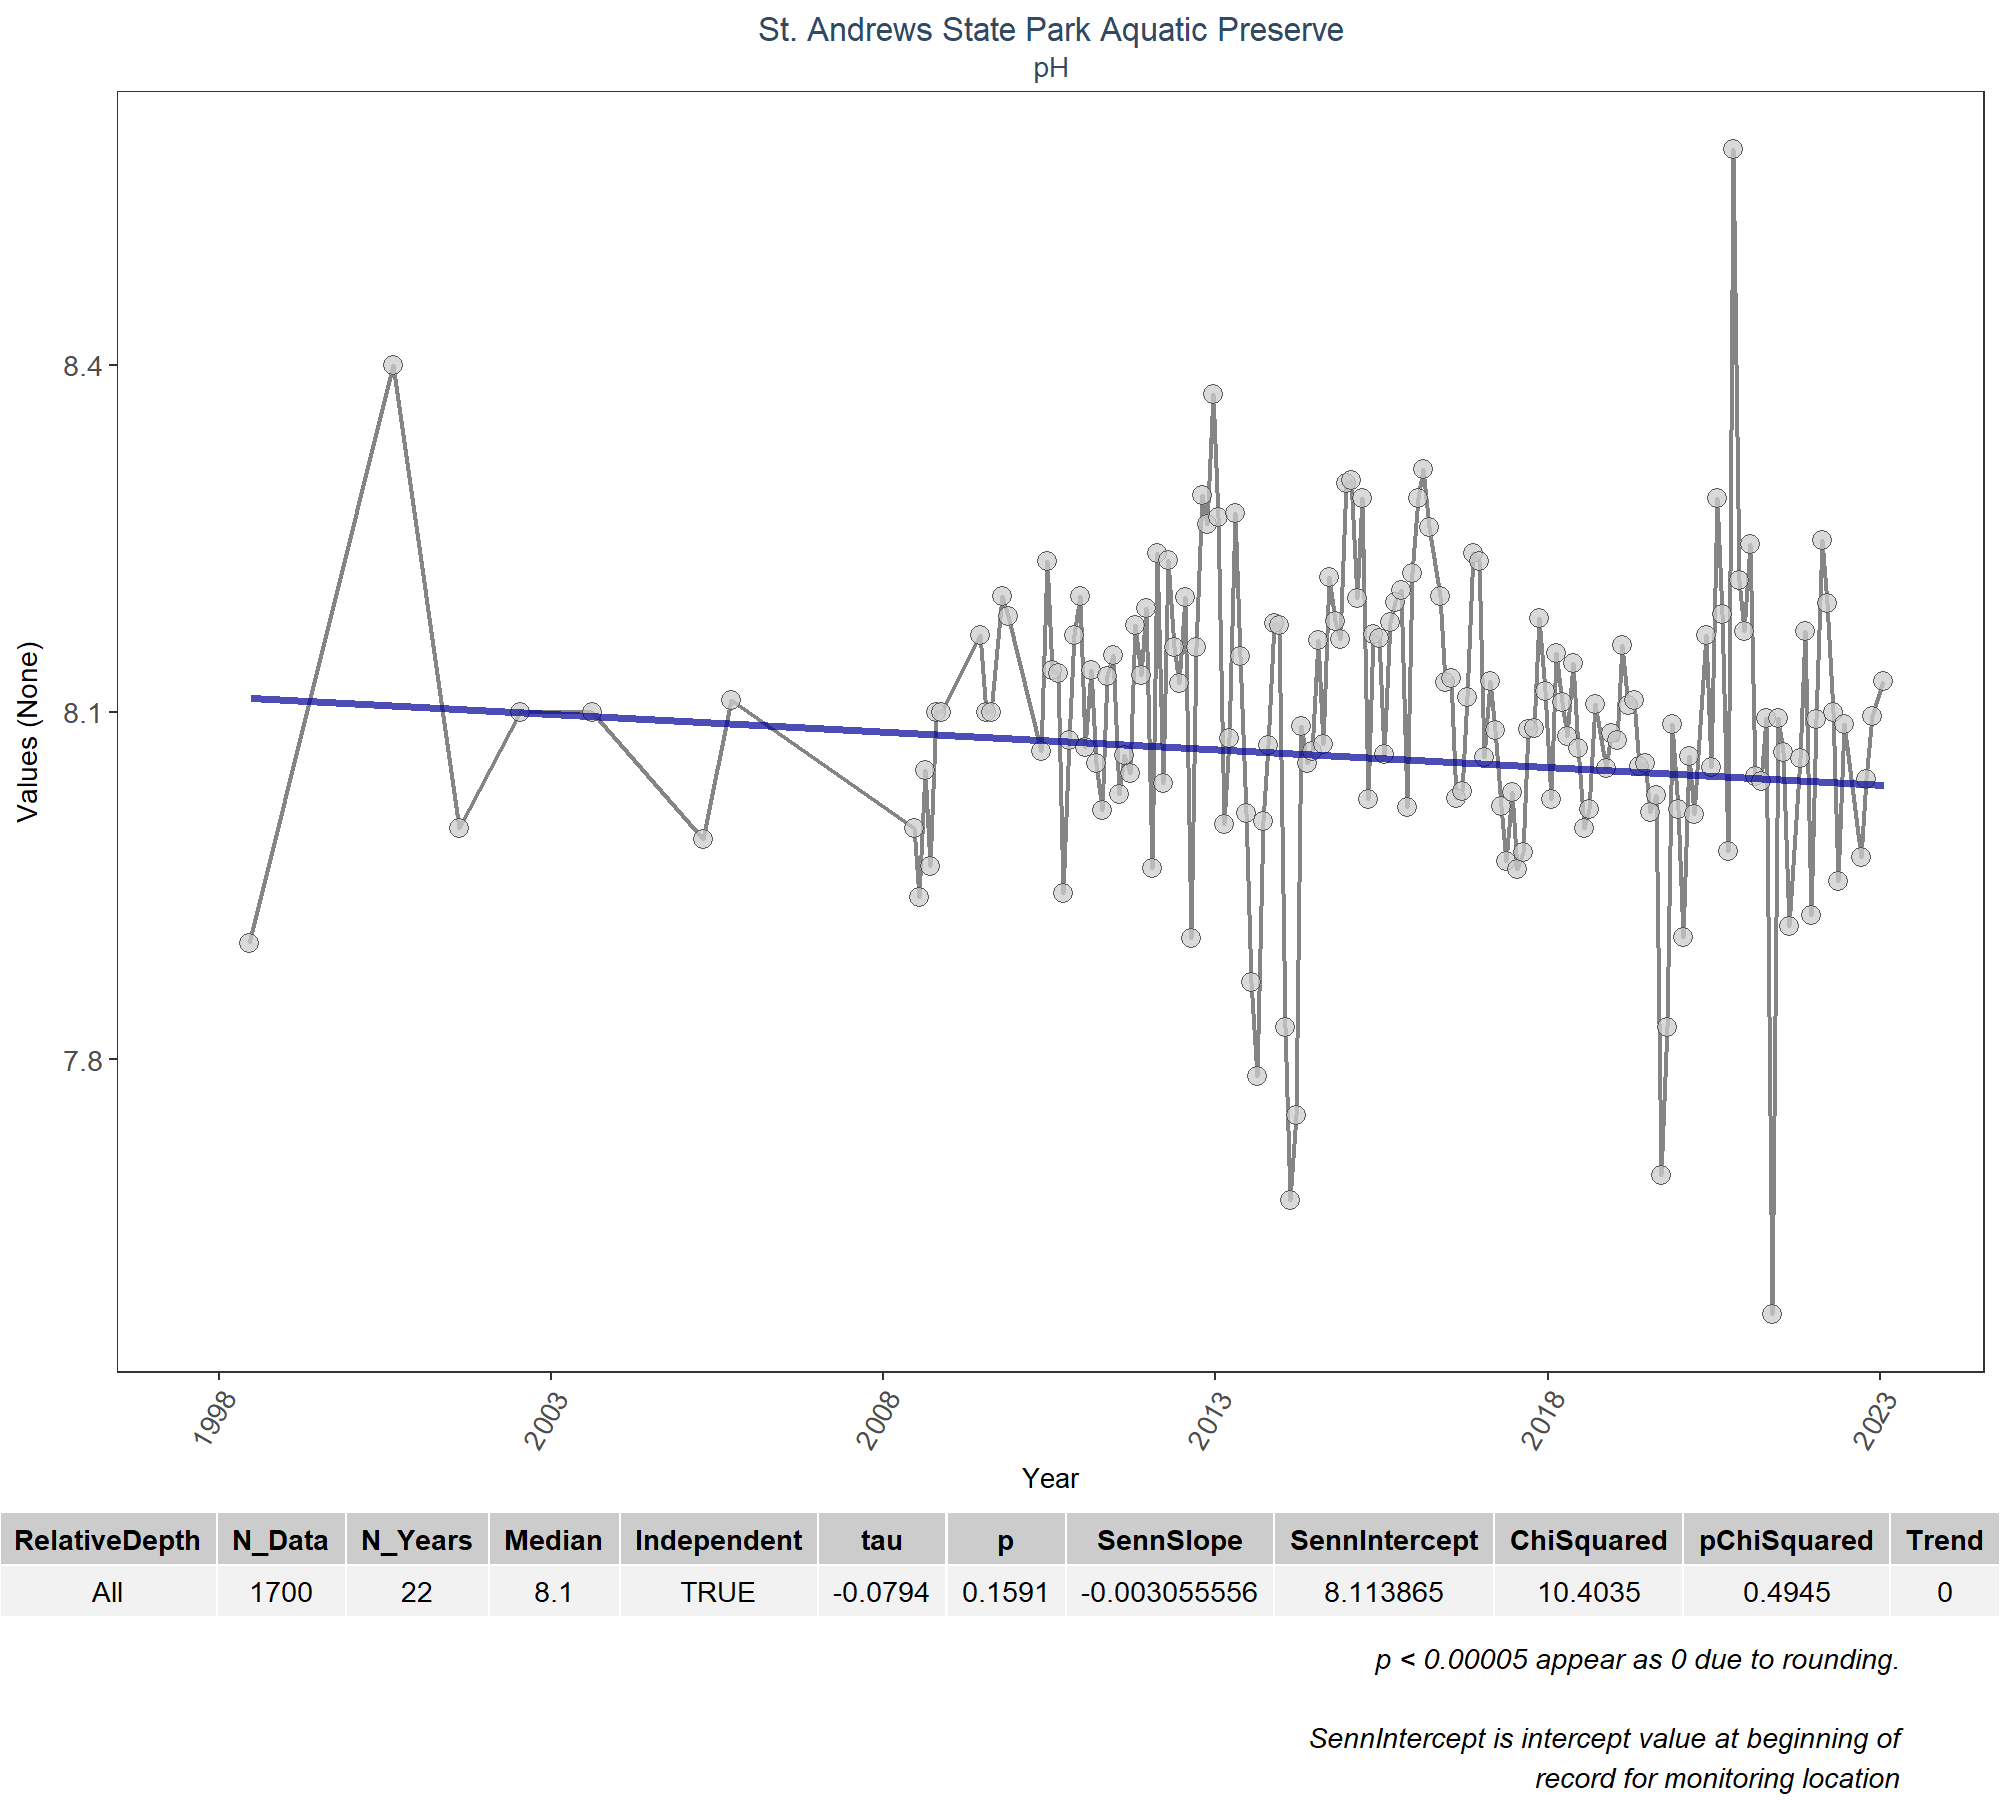 St. Andrews State Park Aquatic Preserve
pH
Values (None)
8.4
8.1
7.8
1998
2003
2008
2013
2018
2023
Year
RelativeDepth N_Data N_Years Median Independent tau p SennSlope SennIntercept ChiSquared pChiSquared Trend
All 1700 22 8.1 TRUE -0.0794 0.1591 -0.003055556 8.113865 10.4035 0.4945 0
p < 0.00005 appear as 0 due to rounding.
SennIntercept is intercept value at beginning of
record for monitoring location